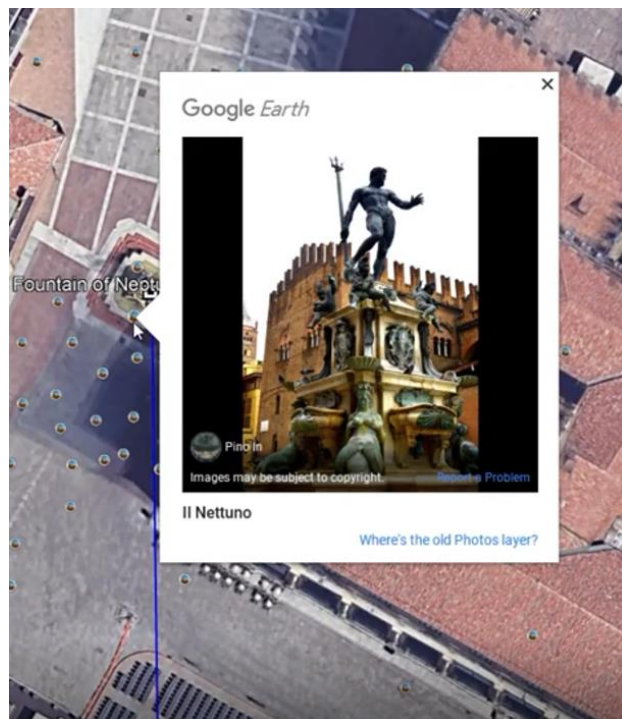 Google Earth
Fountain of Neptu
Pino In
Images may be subject to copyright.
Report a Problem
Il Nettuno
Where's the old Photos layer?